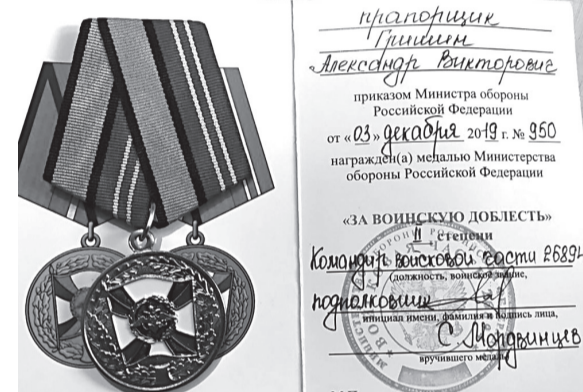 прапорщик
Гришин
Александр Викторович
приказом Министра обороны
Российской Федерации
от «03» декабря 2019 г. № 950
награжден(а) медалью Министерства
обороны Российской Федерации
«ЗА ВОИНСКУЮ ДОБЛЕСТЬ»
II степени
Командир войсковой части 26892
(должность, воинское звание,
подполковник
инициал имени, фамилия и подпись лица,
С. Мордвинцев
вручившего медаль)